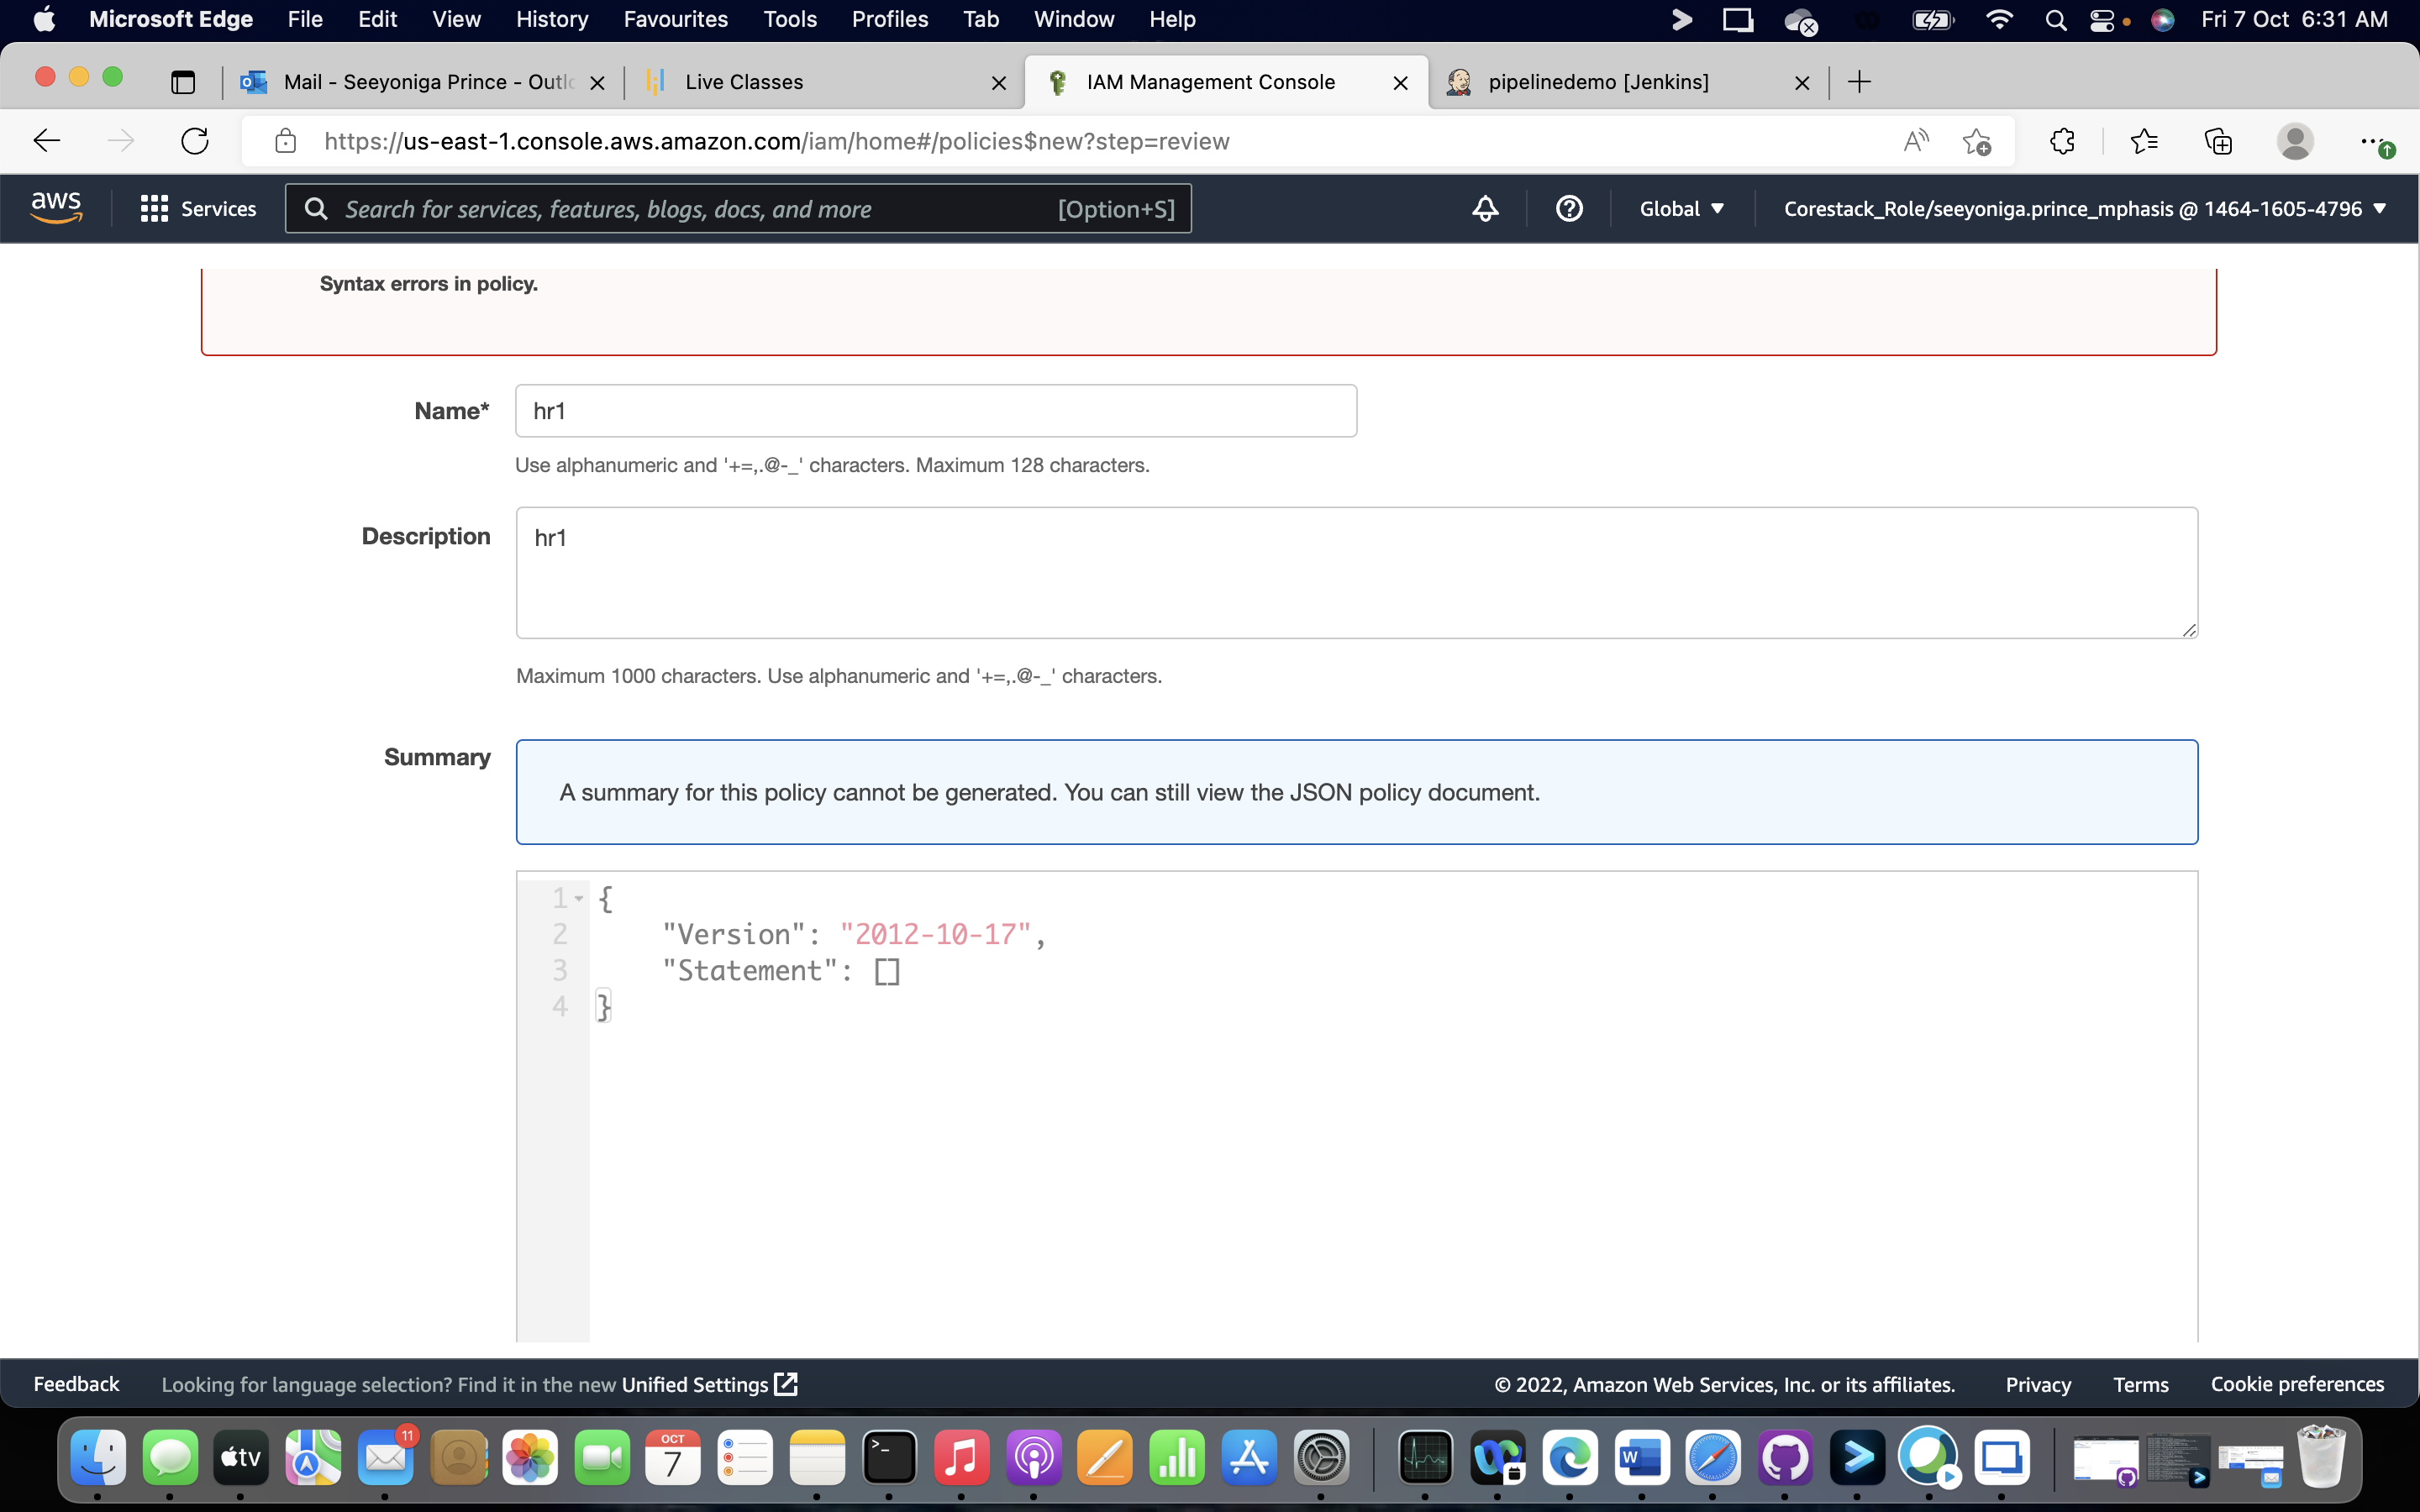 Microsoft Edge File Edit View History Favourites Tools Profiles Tab Window Help Fri 7 Oct 6:31 AM
Mail - Seeyoniga Prince - Outlo Live Classes IAM Management Console pipelinedemo [Jenkins]
https://us-east-1.console.aws.amazon.com/iam/home#/policies$new?step=review
aws Services Search for services, features, blogs, docs, and more [Option+S] Global Corestack_Role/seeyoniga.prince_mphasis @ 1464-1605-4796
Syntax errors in policy.
Name* hr1
Use alphanumeric and '+=,.@-_' characters. Maximum 128 characters.
Description hr1
Maximum 1000 characters. Use alphanumeric and '+=,.@-_' characters.
Summary A summary for this policy cannot be generated. You can still view the JSON policy document.
1 {
2 "Version": "2012-10-17",
3 "Statement": []
4 }
Feedback Looking for language selection? Find it in the new Unified Settings © 2022, Amazon Web Services, Inc. or its affiliates. Privacy Terms Cookie preferences
tv 11 OCT 7 >_ W